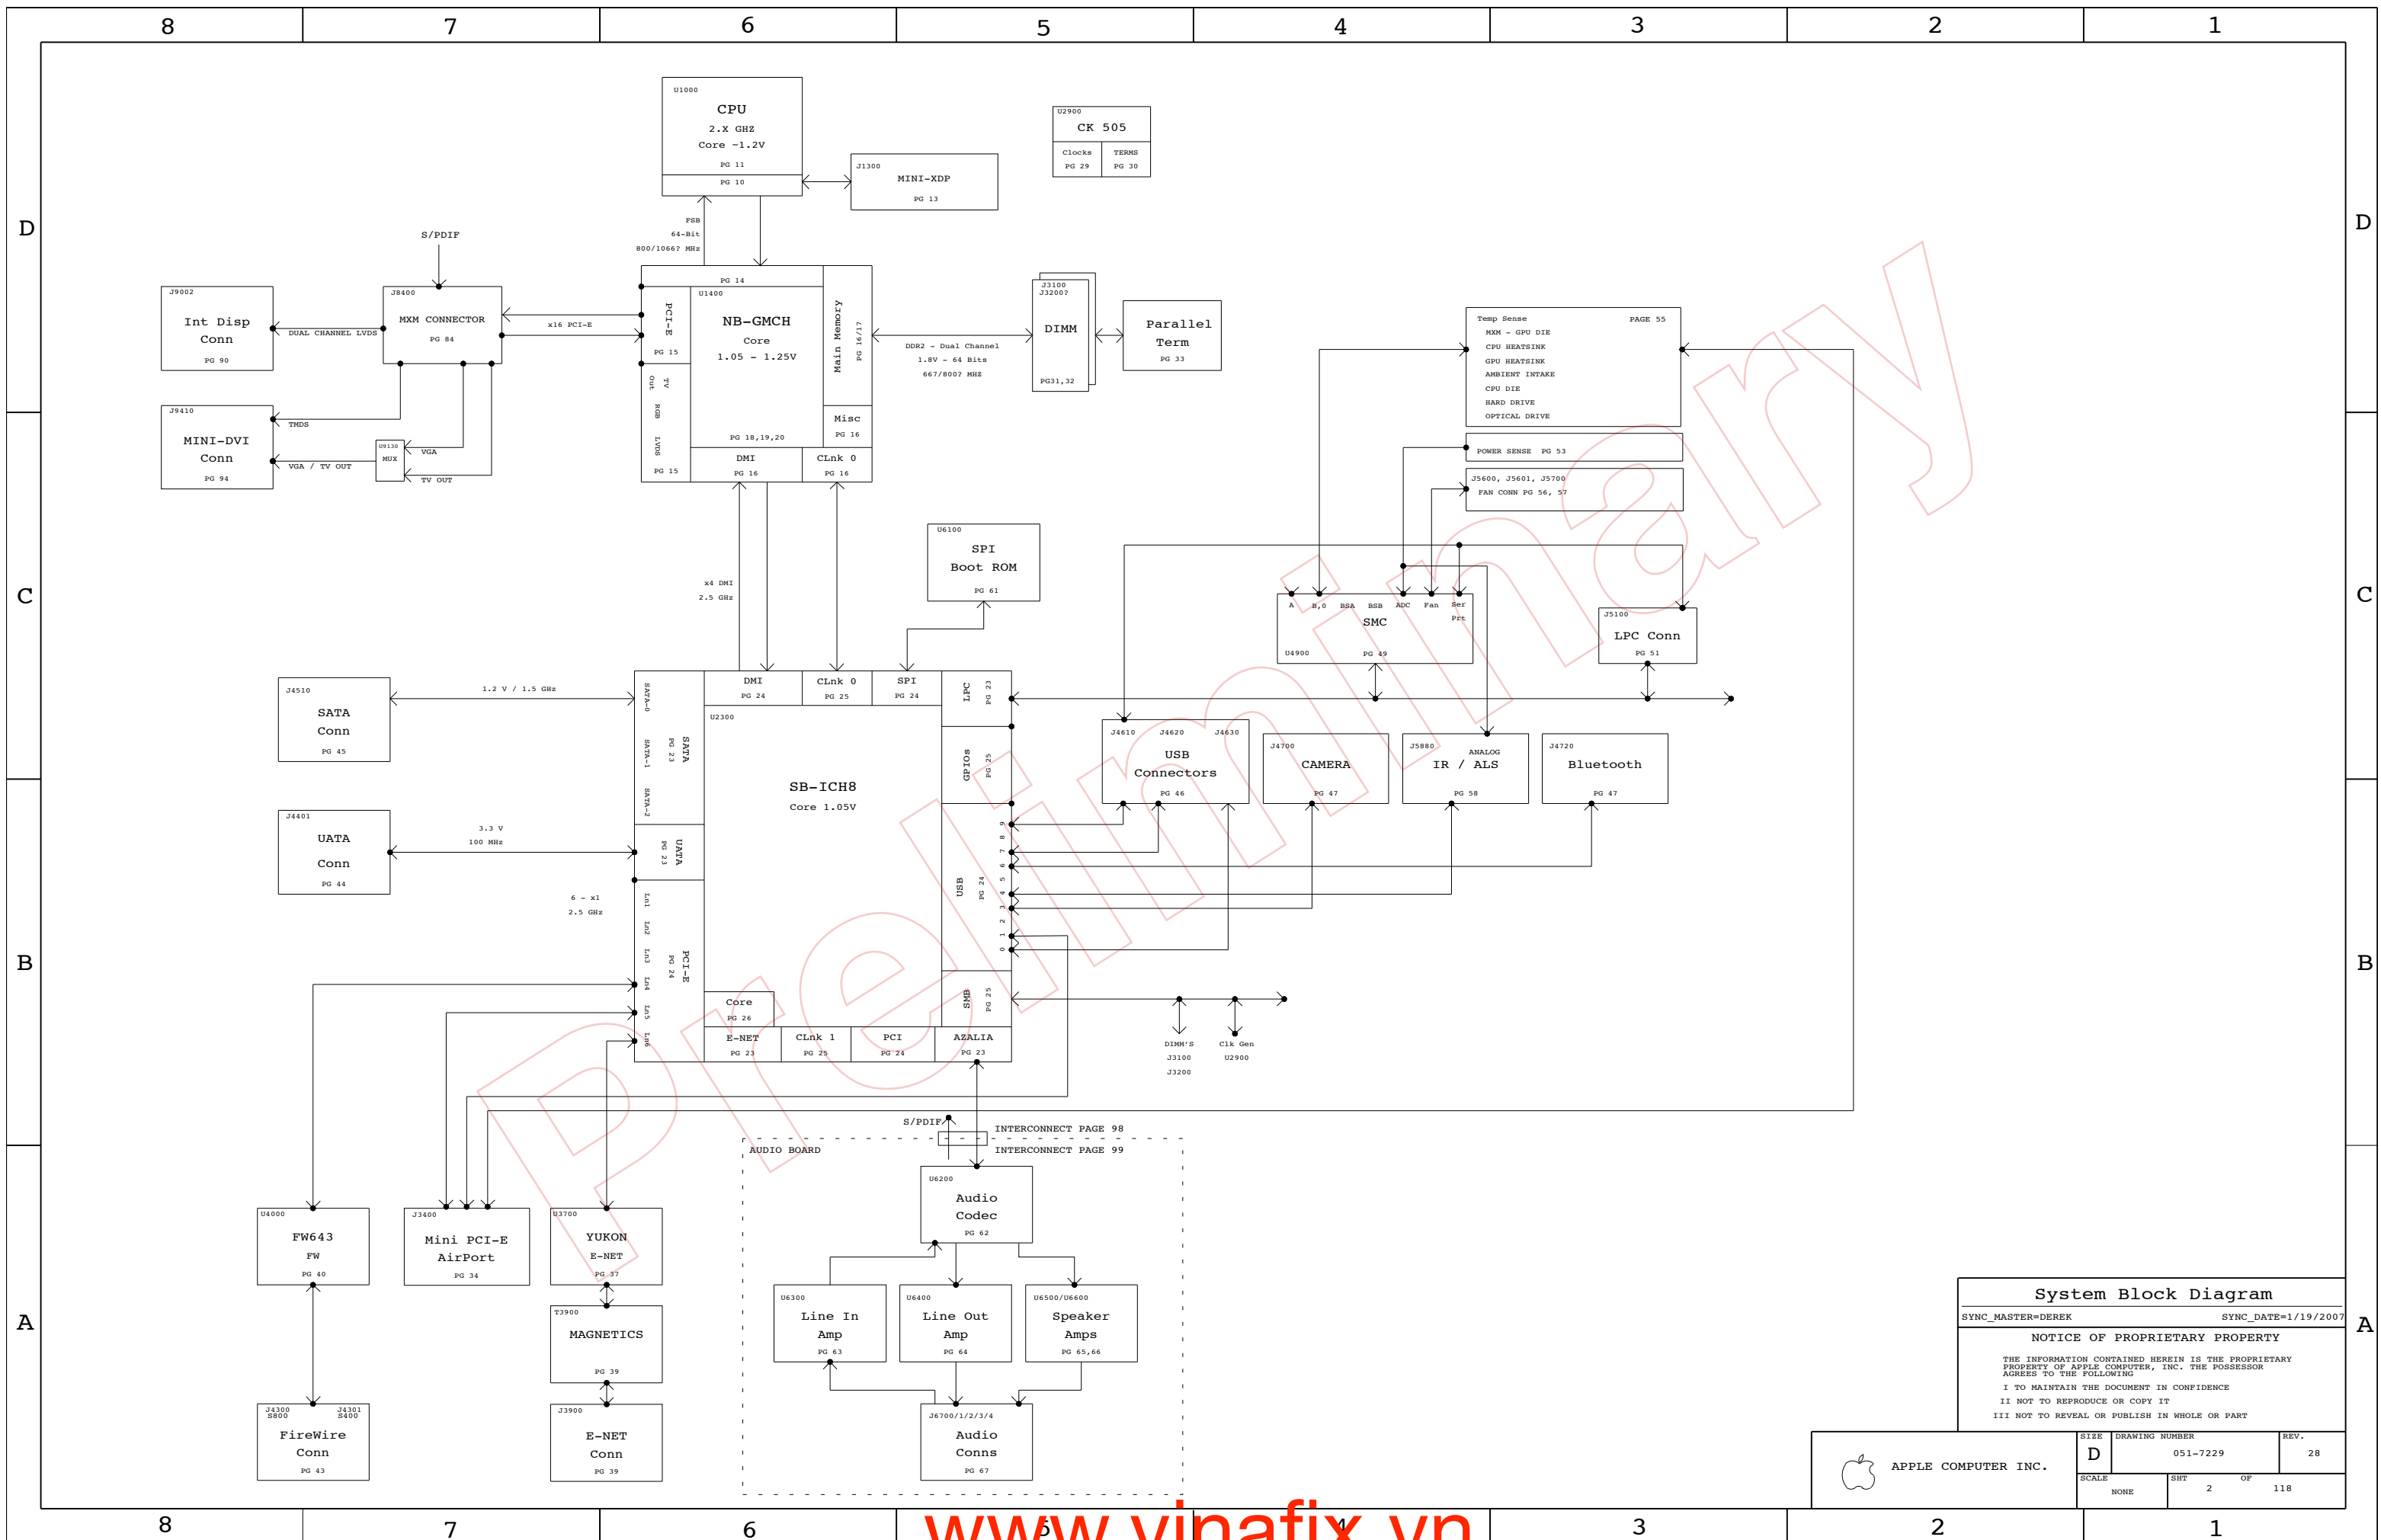 8 7 6 5 4 3 2 1
D
C
B
A
D
C
B
A
U1000
CPU
2.X GHZ
Core ~1.2V
PG 11
PG 10
J1300
MINI-XDP
PG 13
U2900
CK 505
Clocks
PG 29
TERMS
PG 30
FSB
64-Bit
800/1066? MHz
S/PDIF
J9002
Int Disp
Conn
PG 90
DUAL CHANNEL LVDS
J8400
MXM CONNECTOR
PG 84
x16 PCI-E
PG 14
PCI-E
PG 15
U1400
NB-GMCH
Core
1.05 - 1.25V
PG 18,19,20
Main Memory
PG 16/17
TV
Out
RGB
LVDS
PG 15
Misc
PG 16
DMI
PG 16
CLnk 0
PG 16
DDR2 - Dual Channel
1.8V - 64 Bits
667/800? MHZ
J3100
J3200?
DIMM
PG31,32
Parallel
Term
PG 33
Temp Sense
PAGE 55
MXM - GPU DIE
CPU HEATSINK
GPU HEATSINK
AMBIENT INTAKE
CPU DIE
HARD DRIVE
OPTICAL DRIVE
POWER SENSE PG 53
J5600, J5601, J5700
FAN CONN PG 56, 57
J9410
MINI-DVI
Conn
PG 94
TMDS
VGA / TV OUT
U9130
MUX
VGA
TV OUT
x4 DMI
2.5 GHz
U6100
SPI
Boot ROM
PG 61
A B,0 BSA BSB ADC Fan Ser
Prt
SMC
U4900
PG 49
J5100
LPC Conn
PG 51
J4510
SATA
Conn
PG 45
1.2 V / 1.5 GHz
J4401
UATA
Conn
PG 44
3.3 V
100 MHz
6 - x1
2.5 GHz
SATA-0
SATA-1
SATA-2
SATA
PG 23
UATA
PG 23
Ln1
Ln2
Ln3
Ln4
Ln5
Ln6
PCI-E
PG 24
DMI
PG 24
CLnk 0
PG 25
SPI
PG 24
LPC
PG 23
U2300
SB-ICH8
Core 1.05V
GPIOs
PG 25
USB
PG 24
9
8
7
6
5
4
3
2
1
0
SMB
PG 25
Core
PG 26
E-NET
PG 23
CLnk 1
PG 25
PCI
PG 24
AZALIA
PG 23
J4610 J4620 J4630
USB
Connectors
PG 46
J4700
CAMERA
PG 47
J5880
ANALOG
IR / ALS
PG 58
J4720
Bluetooth
PG 47
DIMM'S
J3100
J3200
Clk Gen
U2900
S/PDIF
INTERCONNECT PAGE 98
INTERCONNECT PAGE 99
AUDIO BOARD
U6200
Audio
Codec
PG 62
U6300
Line In
Amp
PG 63
U6400
Line Out
Amp
PG 64
U6500/U6600
Speaker
Amps
PG 65,66
J6700/1/2/3/4
Audio
Conns
PG 67
U4000
FW643
FW
PG 40
J3400
Mini PCI-E
AirPort
PG 34
U3700
YUKON
E-NET
PG 37
T3900
MAGNETICS
PG 39
J4300
S800
J4301
S400
FireWire
Conn
PG 43
J3900
E-NET
Conn
PG 39
Preliminary
System Block Diagram
SYNC_MASTER=DEREK
SYNC_DATE=1/19/2007
NOTICE OF PROPRIETARY PROPERTY
THE INFORMATION CONTAINED HEREIN IS THE PROPRIETARY
PROPERTY OF APPLE COMPUTER, INC. THE POSSESSOR
AGREES TO THE FOLLOWING
I TO MAINTAIN THE DOCUMENT IN CONFIDENCE
II NOT TO REPRODUCE OR COPY IT
III NOT TO REVEAL OR PUBLISH IN WHOLE OR PART
APPLE COMPUTER INC.
SIZE
D
DRAWING NUMBER
051-7229
REV.
28
SCALE
NONE
SHT
2
OF
118
8 7 6 5 4 3 2 1
www.vinafix.vn